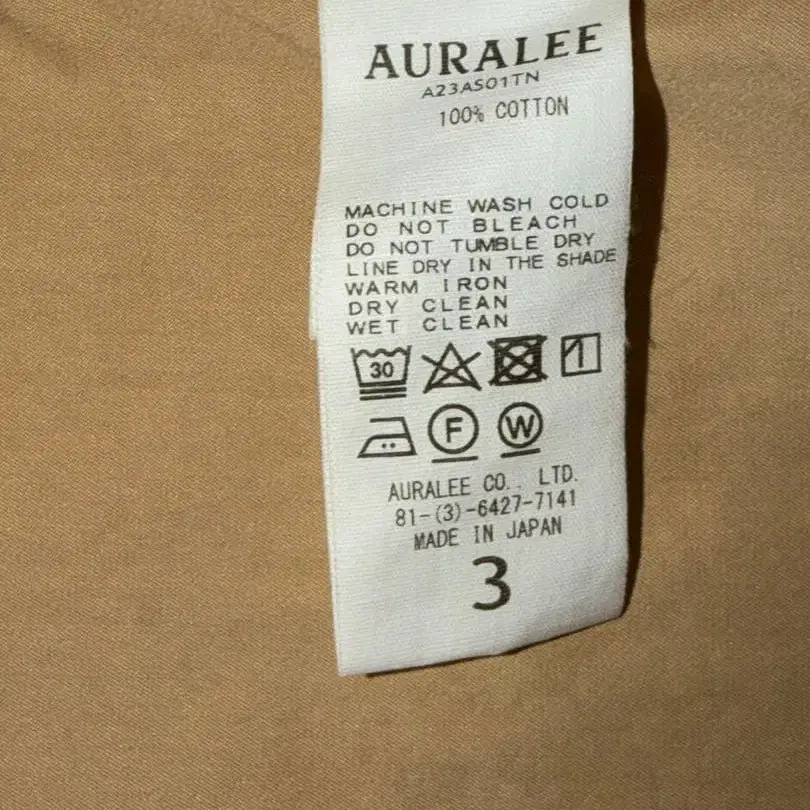 AURALEE
A23AS01TN
100% COTTON
MACHINE WASH COLD
DO NOT BLEACH
DO NOT TUMBLE DRY
LINE DRY IN THE SHADE
WARM IRON
DRY CLEAN
WET CLEAN
30
F W
AURALEE CO., LTD.
81-(3)-6427-7141
MADE IN JAPAN
3